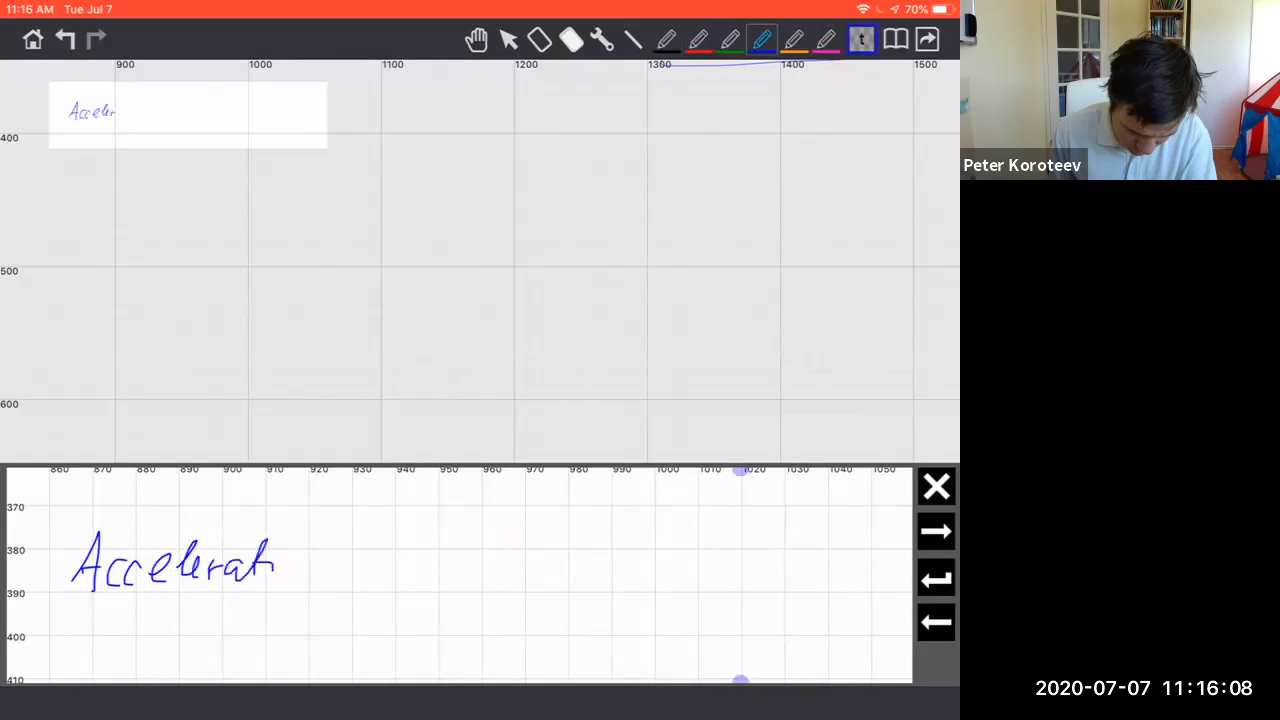 11:16 AM Tue Jul 7
70%
t
900 1000 1100 1200 1300 1400 1500
Acceler
400
Peter Koroteev
500
600
860 870 880 890 900 910 920 930 940 950 960 970 980 990 1000 1010 1020 1030 1040 1050
370
380
Accelerat
390
400
410
2020-07-07 11:16:08